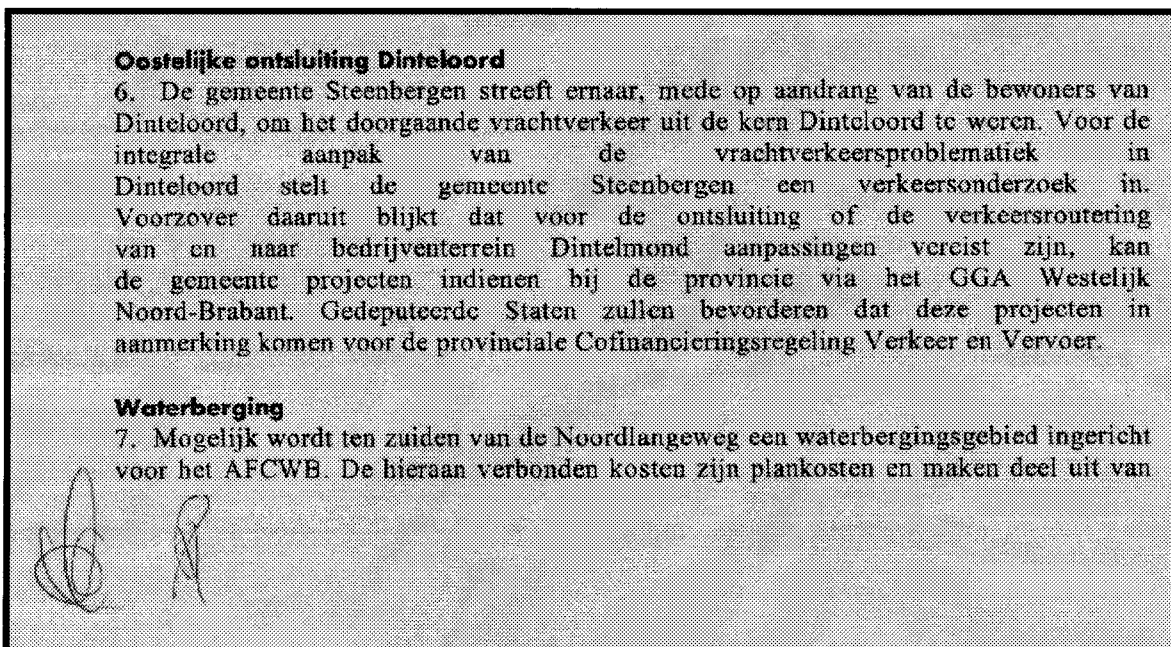 Oostelijke ontsluiting Dinteloord
6. De gemeente Steenbergen streeft ernaar, mede op aandrang van de bewoners van
Dinteloord, om het doorgaande vrachtverkeer uit de kern Dinteloord te weren. Voor de
integrale aanpak van de vrachtverkeersproblematiek in
Dinteloord stelt de gemeente Steenbergen een verkeersonderzoek in.
Voorzover daaruit blijkt dat voor de ontsluiting of de verkeersroutering
van en naar bedrijventerrein Dintelmond aanpassingen vereist zijn, kan
de gemeente projecten indienen bij de provincie via het GGA Westelijk
Noord-Brabant. Gedeputeerde Staten zullen bevorderen dat deze projecten in
aanmerking komen voor de provinciale Cofinancieringsregeling Verkeer en Vervoer.
Waterberging
7. Mogelijk wordt ten zuiden van de Noordlangeweg een waterbergingsgebied ingericht
voor het AFCWB. De hieraan verbonden kosten zijn plankosten en maken deel uit van